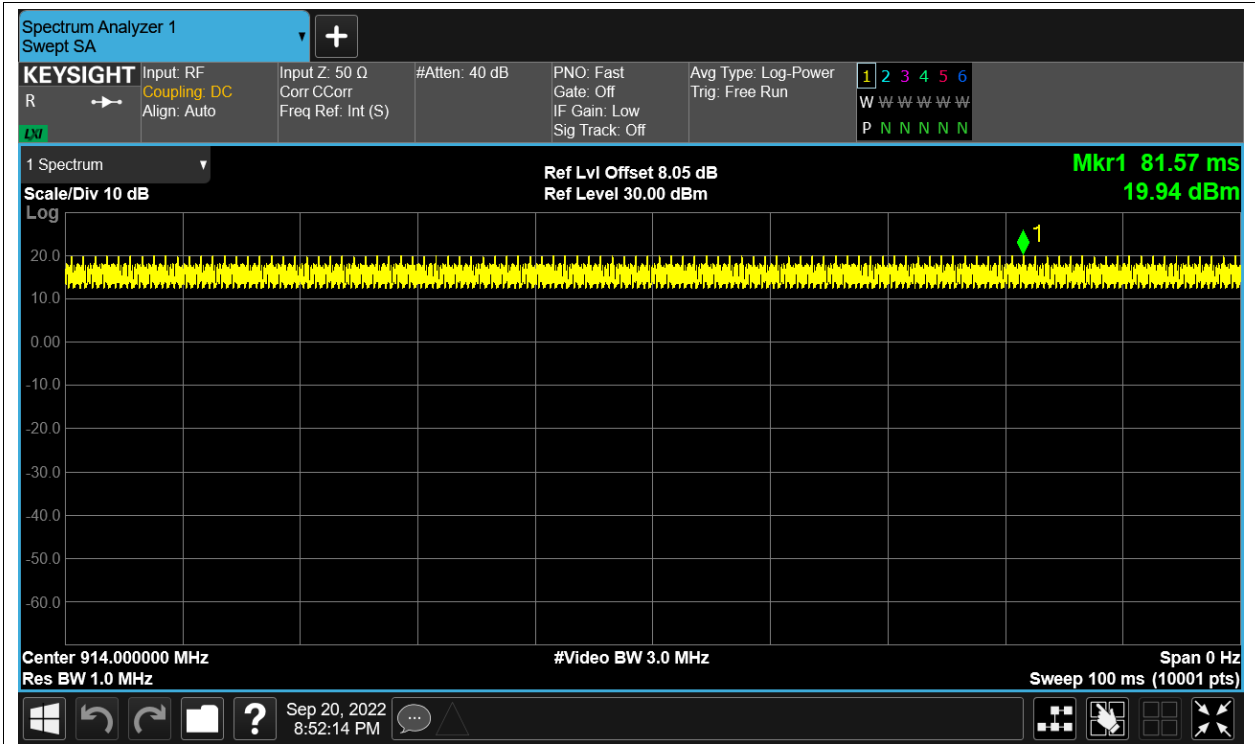 Spectrum Analyzer 1
Swept SA
+
KEYSIGHT
R
LXI
Input: RF
Coupling: DC
Align: Auto
Input Z: 50 Ω
Corr CCorr
Freq Ref: Int (S)
#Atten: 40 dB
PNO: Fast
Gate: Off
IF Gain: Low
Sig Track: Off
Avg Type: Log-Power
Trig: Free Run
1 2 3 4 5 6
W W W W W W
P N N N N N
1 Spectrum
Scale/Div 10 dB
Log
Ref Lvl Offset 8.05 dB
Ref Level 30.00 dBm
Mkr1 81.57 ms
19.94 dBm
1
20.0
10.0
0.00
-10.0
-20.0
-30.0
-40.0
-50.0
-60.0
Center 914.000000 MHz
Res BW 1.0 MHz
#Video BW 3.0 MHz
Span 0 Hz
Sweep 100 ms (10001 pts)
?
Sep 20, 2022
8:52:14 PM